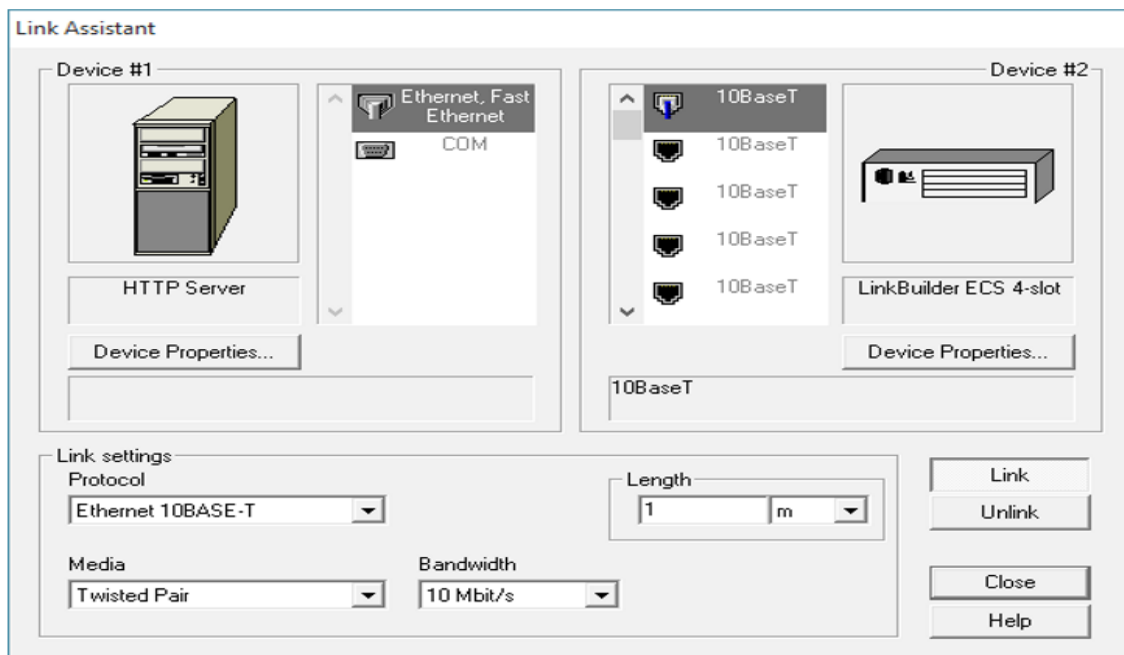 Link Assistant
Device #1
Ethernet, Fast
Ethernet
COM
HTTP Server
Device Properties...
Device #2
10BaseT
10BaseT
10BaseT
10BaseT
10BaseT
LinkBuilder ECS 4-slot
Device Properties...
10BaseT
Link settings
Protocol
Ethernet 10BASE-T
Length
1
m
Media
Twisted Pair
Bandwidth
10 Mbit/s
Link
Unlink
Close
Help